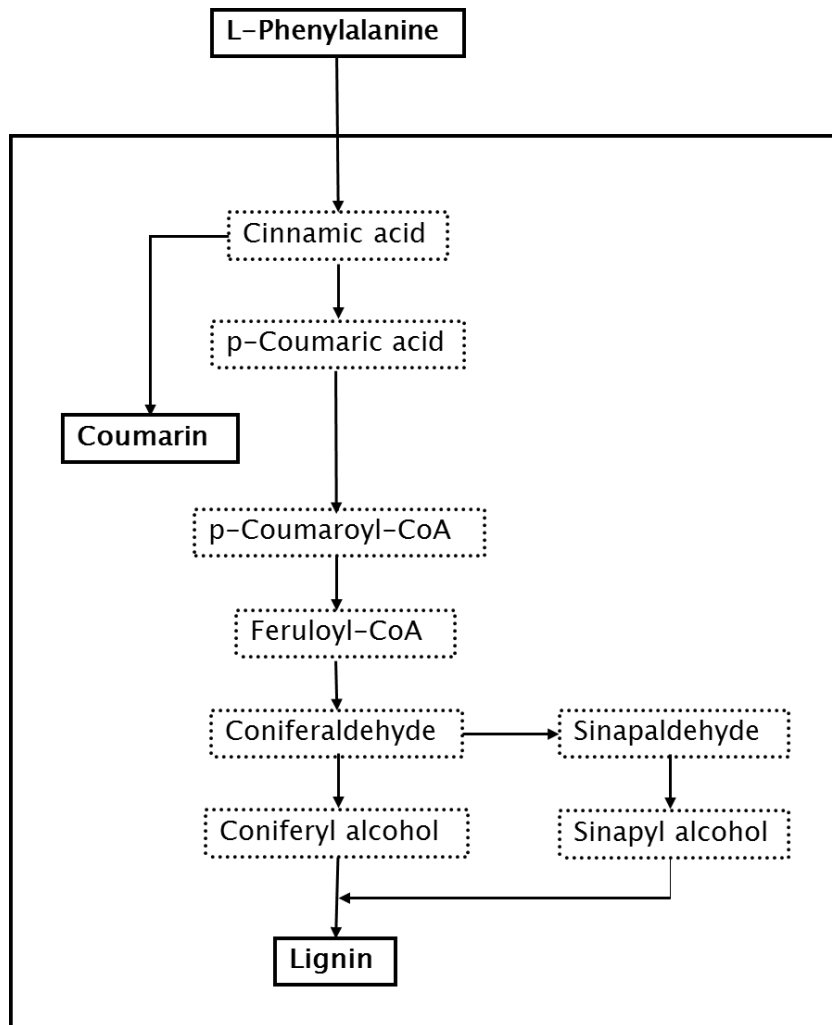 L-Phenylalanine
Cinnamic acid
p-Coumaric acid
Coumarin
p-Coumaroyl-CoA
Feruloyl-CoA
Coniferaldehyde
Sinapaldehyde
Coniferyl alcohol
Sinapyl alcohol
Lignin